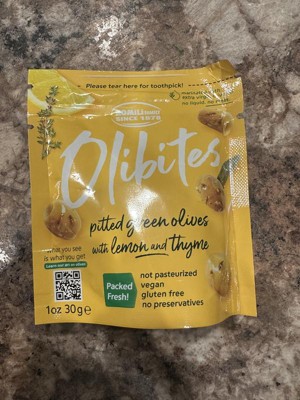 Please tear here for toothpick!
SINCE 1878
Olibites
pitted green olives
with lemon and thyme
what you see
is what you get
Packed
Fresh!
not pasteurized
vegan
gluten free
no preservatives
1oz 30g℮